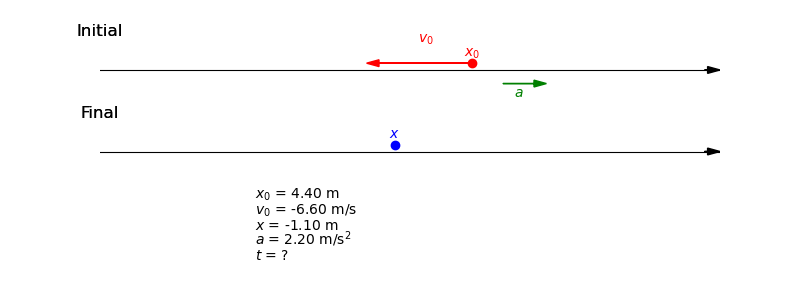 Initial
v₀
x₀
a
Final
x
x₀ = 4.40 m
v₀ = -6.60 m/s
x = -1.10 m
a = 2.20 m/s²
t = ?